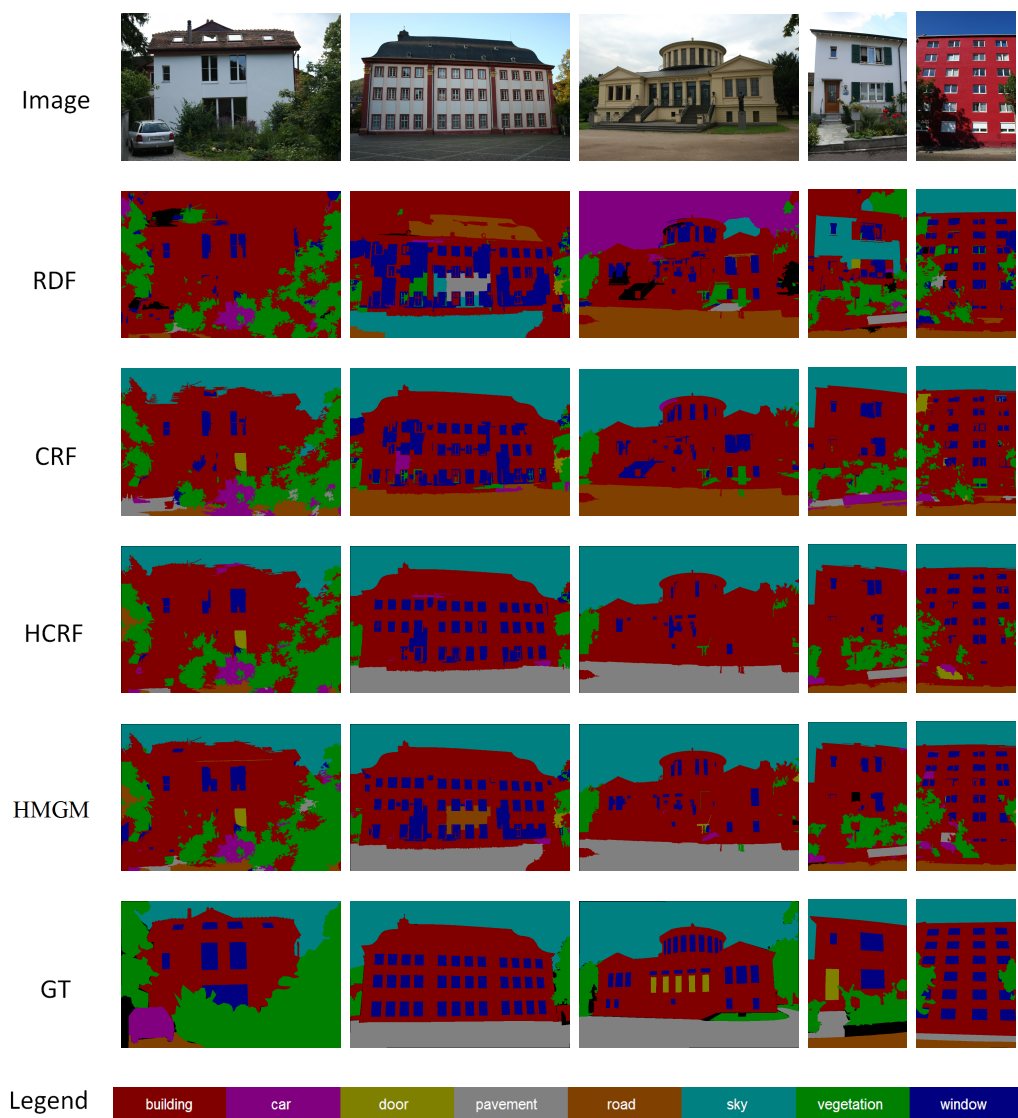 Image
RDF
CRF
HCRF
HMGM
GT
Legend building car door pavement road sky vegetation window